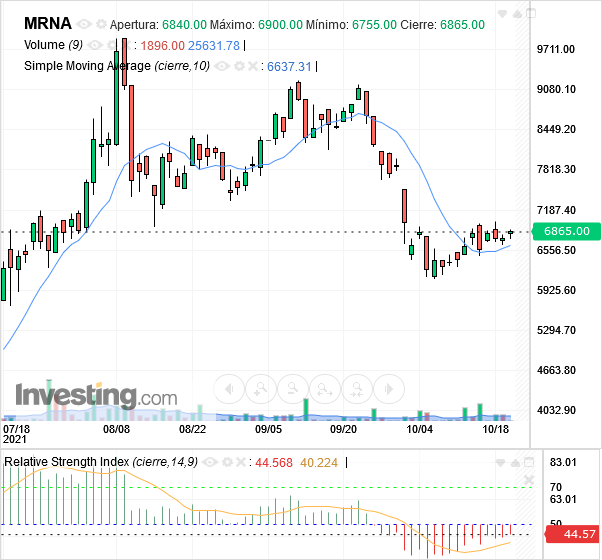 MRNA Apertura: 6840.00 Máximo: 6900.00 Mínimo: 6755.00 Cierre: 6865.00
Volume (9) : 1896.00 25631.78
Simple Moving Average (cierre,10) : 6637.31
9711.00
9080.10
8449.20
7818.30
7187.40
6865.00
6556.50
5925.60
5294.70
4663.80
4032.90
Investing.com
07/18 08/08 08/22 09/05 09/20 10/04 10/18
2021
Relative Strength Index (cierre,14,9) : 44.568 40.224
83.01
70
63.01
50
44.57